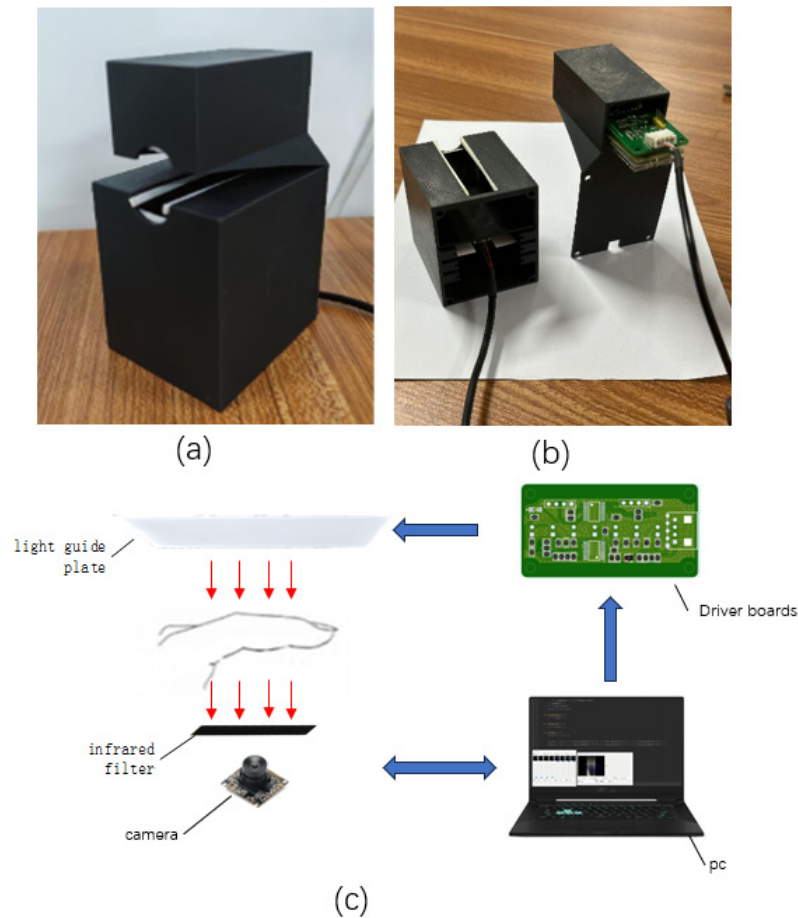 (a)
(b)
light guide
plate
Driver boards
infrared
filter
camera
pc
(c)